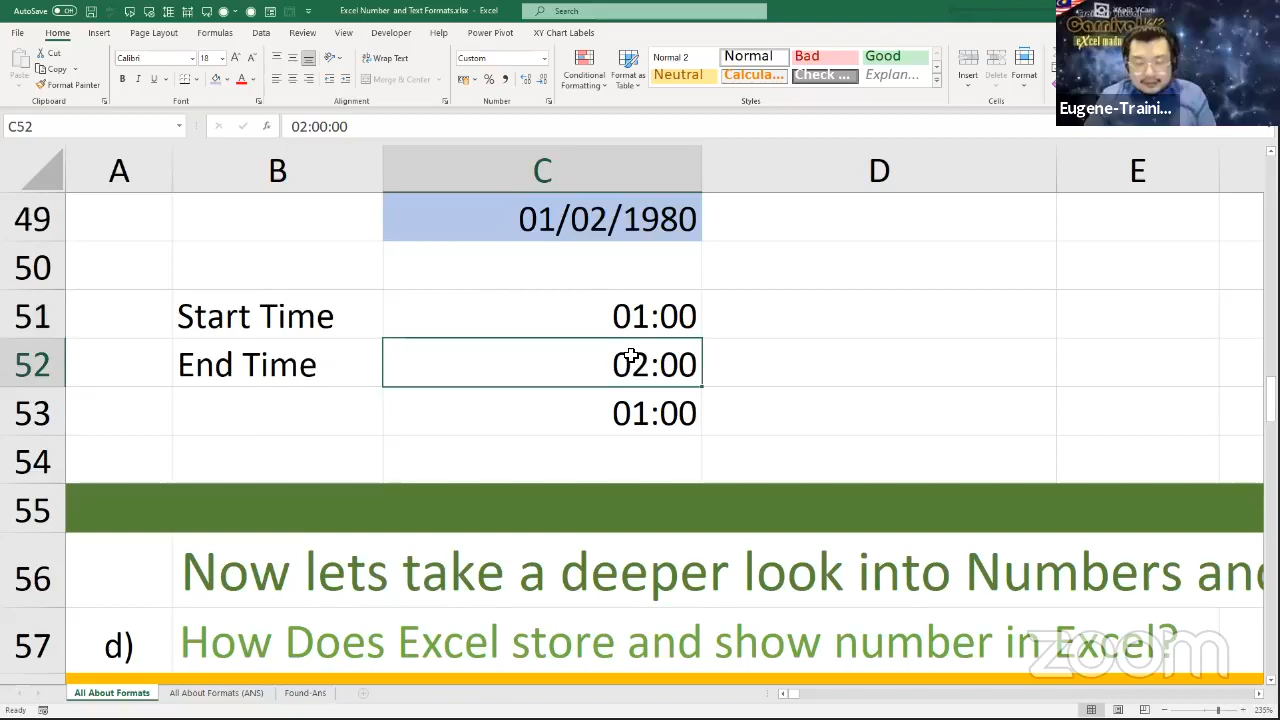 AutoSave Off
Excel Number and Text Formats.xlsx - Excel
Search
File Home Insert Page Layout Formulas Data Review View Developer Help Power Pivot XY Chart Labels
Cut
Copy
Format Painter
Paste
Clipboard
Calibri 18
Font
Wrap Text
Merge & Center
Alignment
Custom
Number
Conditional Formatting
Format as Table
Normal 2 Normal Bad Good
Neutral Calcula... Check ... Explan...
Styles
Insert Delete Format
Cells
Eugene-Traini...
C52 02:00:00
A B C D E
49 01/02/1980
50
51 Start Time 01:00
52 End Time 02:00
53 01:00
54
55
56 Now lets take a deeper look into Numbers and
57 d) How Does Excel store and show number in Excel?
zoom
All About Formats All About Formats (ANS) Found-Ans
Ready 235%